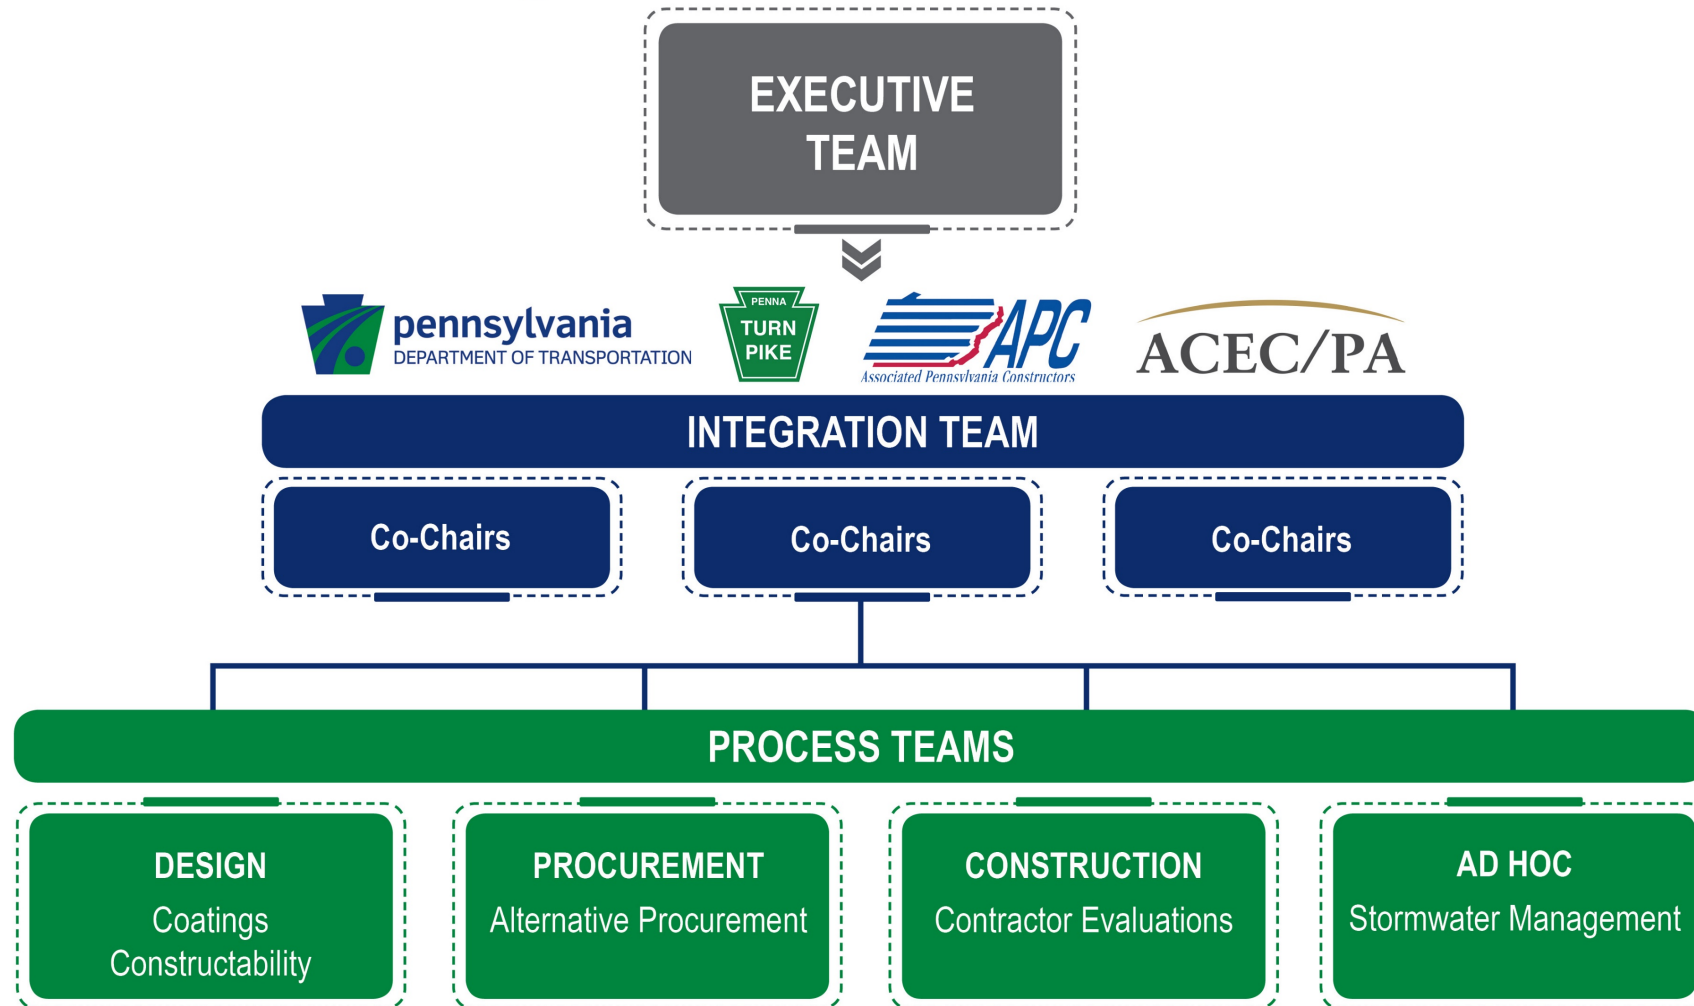 EXECUTIVE
TEAM
pennsylvania
DEPARTMENT OF TRANSPORTATION
PENNA
TURN
PIKE
APC
Associated Pennsylvania Constructors
ACEC/PA
INTEGRATION TEAM
Co-Chairs
Co-Chairs
Co-Chairs
PROCESS TEAMS
DESIGN
Coatings
Constructability
PROCUREMENT
Alternative Procurement
CONSTRUCTION
Contractor Evaluations
AD HOC
Stormwater Management